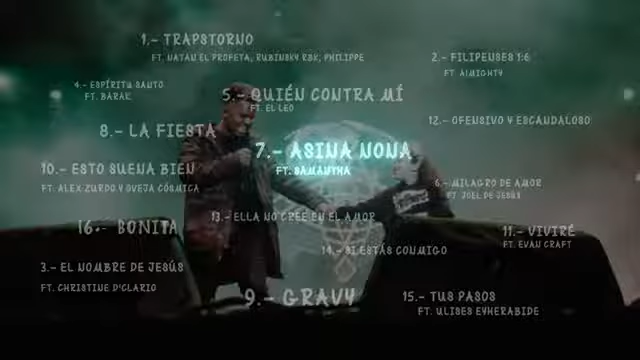 1.- TRAPSTORNO
FT. NATAN EL PROFETA, RUBINSKY RBK, PHILIPPE
2.- FILIPENSES 1:6
FT. ALMIGHTY
4.- ESPÍRITU SANTO
FT. BARAK
5.- QUIÉN CONTRA MÍ
FT. EL LEO
8.- LA FIESTA
12.- OFENSIVO Y ESCANDALOSO
7.- ASINA NONA
FT. SAMANTHA
10.- ESTO SUENA BIEN
FT. ALEX ZURDO Y OVEJA CÓSMICA
6.- MILAGRO DE AMOR
FT. JOEL DE JESÚS
13.- ELLA NO CREE EN EL AMOR
16.- BONITA
11.- VIVIRÉ
FT. EVAN CRAFT
14.- SI ESTÁS CONMIGO
3.- EL NOMBRE DE JESÚS
FT. CHRISTINE D'CLARIO
9.- GRAVY
15.- TUS PASOS
FT. ULISES EYHERABIDE